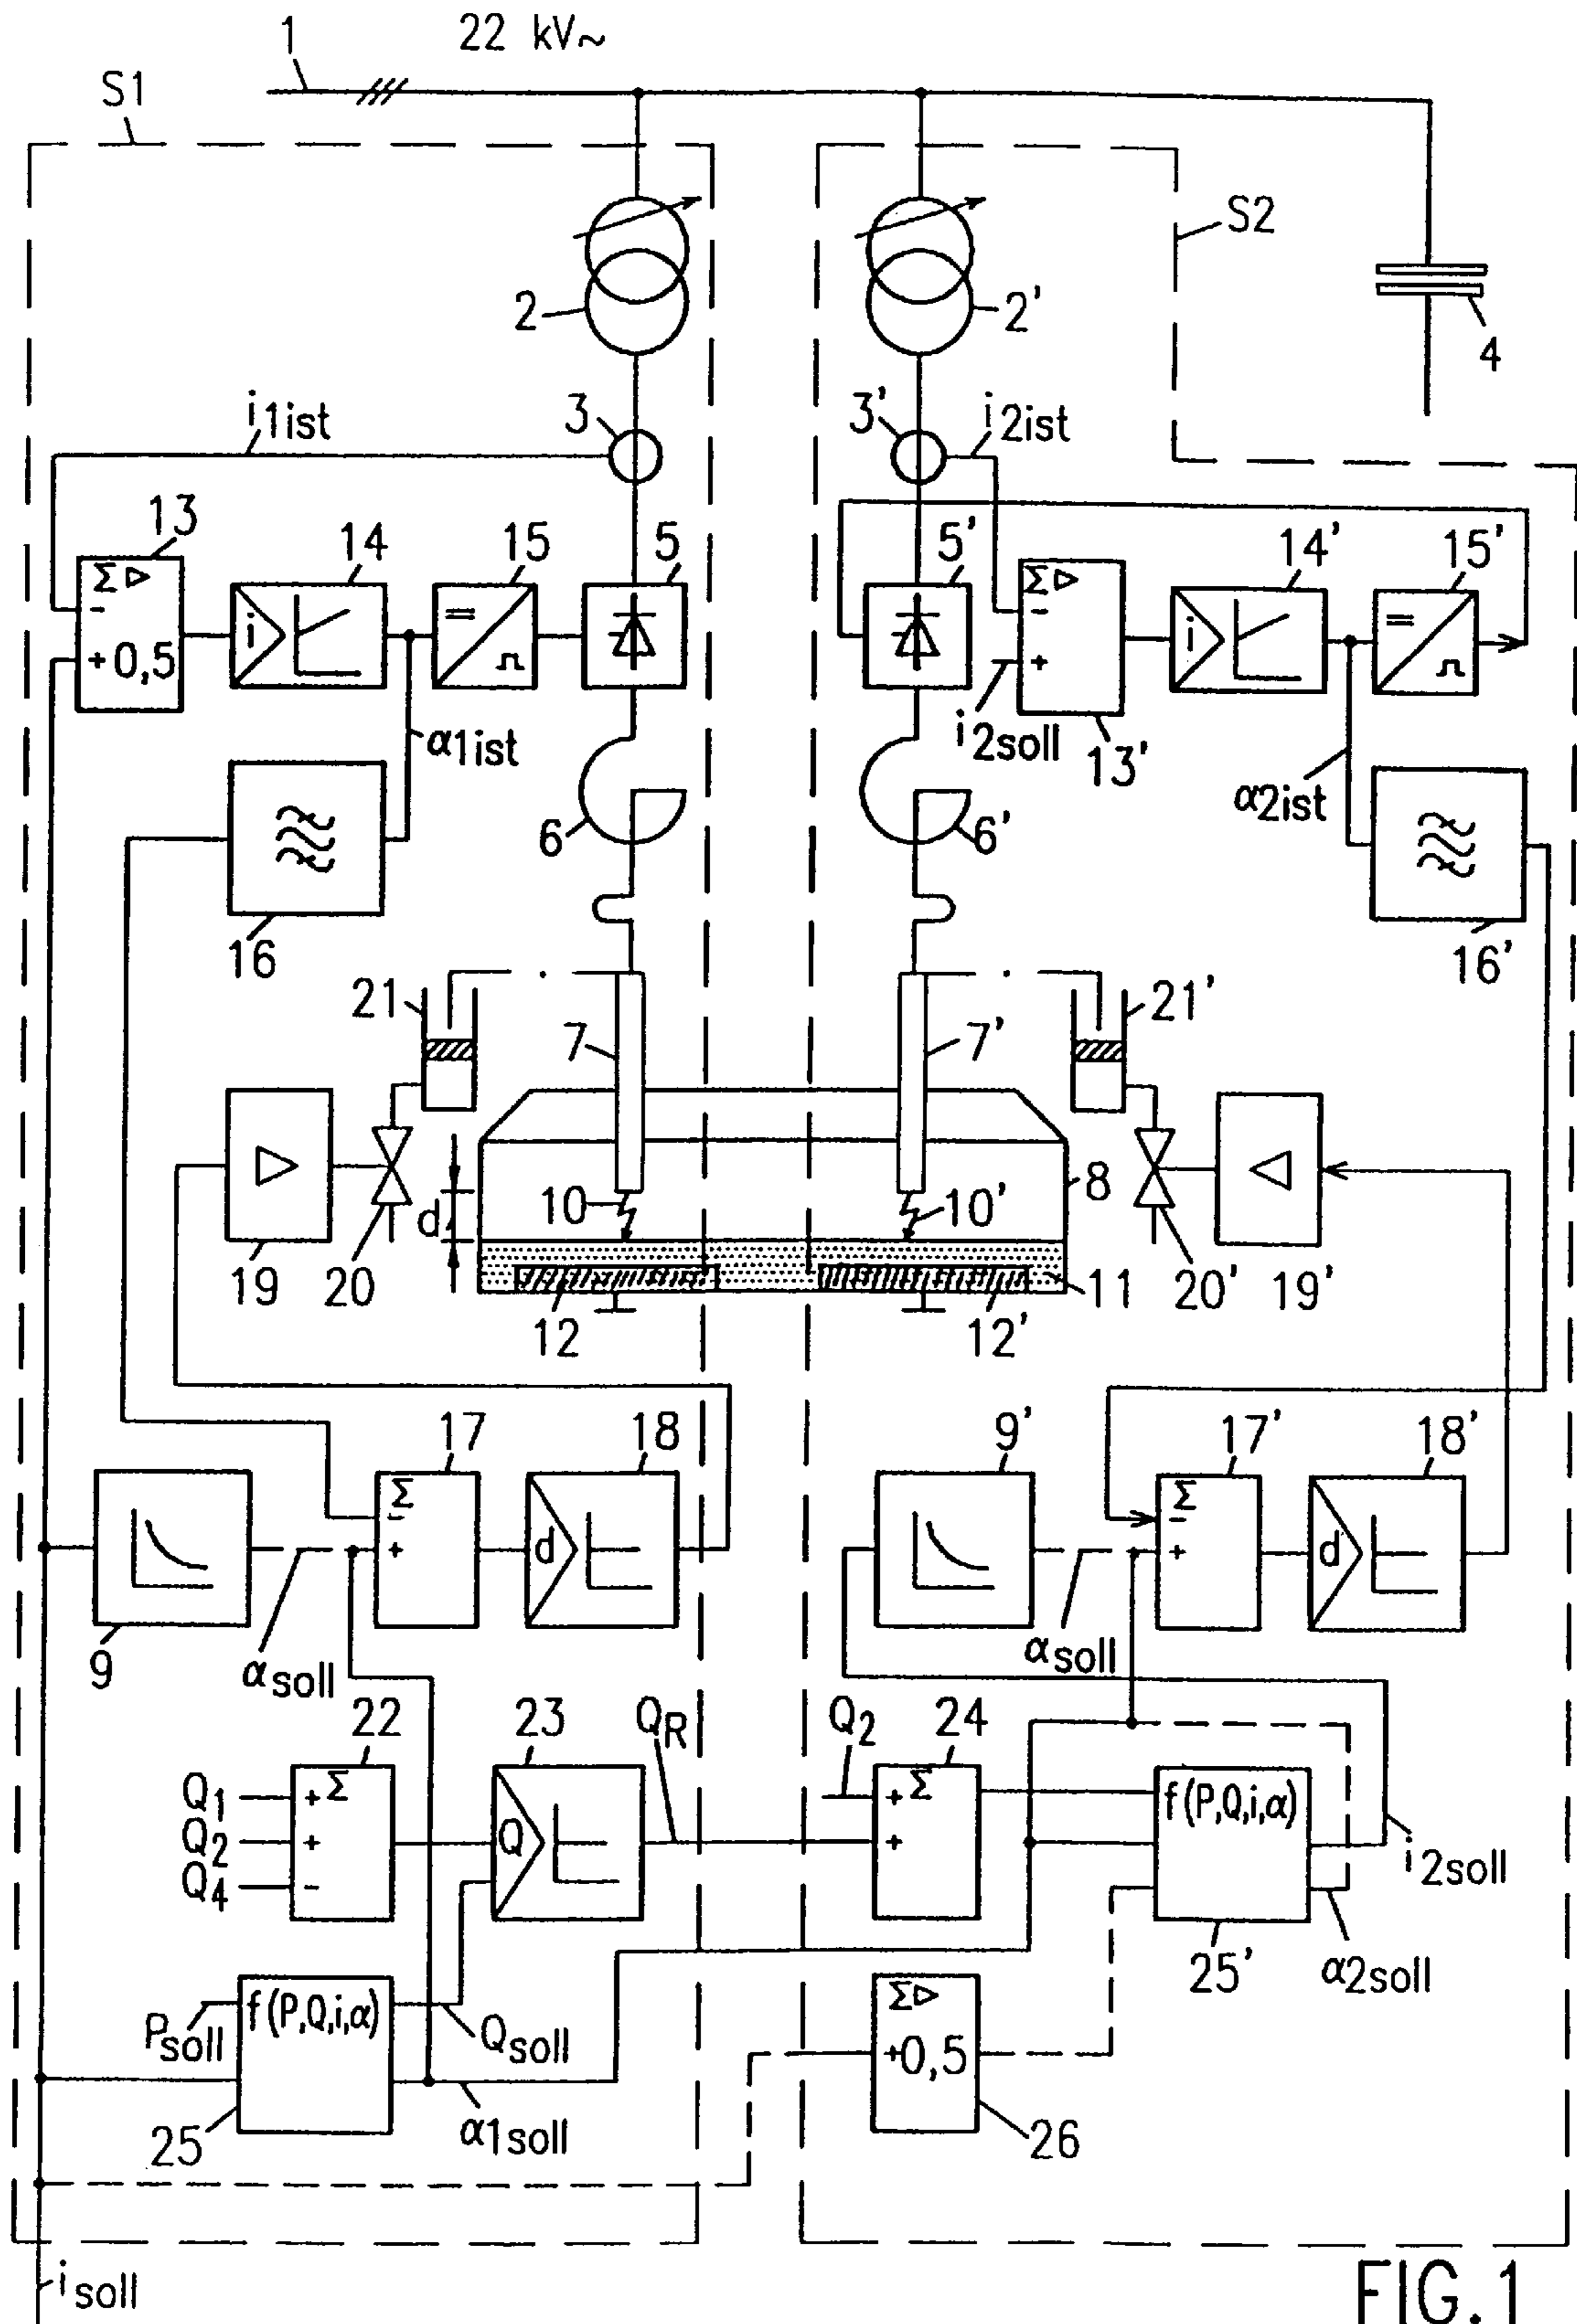 1 22 kV~
S1
S2
2 2'
4
i1ist 3 3' i2ist
13 14 15 5 5' 14' 15'
Σ▷ Σ▷
- i = -  i =
+0,5 +
α1ist i2soll 13' α2ist
6 6'
16 16'
21 21'
7 7'
8
10 10'
d
19 20 11 20' 19'
12 12'
17 18 9' 17' 18'
Σ Σ
- -
+ d + d
9 αsoll αsoll
22 23 QR Q2 24
Q1 + Σ + Σ f(P,Q,i,α)
Q2 + Q +
Q4 - i2soll
25' α2soll
Psoll f(P,Q,i,α) Qsoll Σ▷
+0,5
25 α1soll 26
isoll
FIG.1